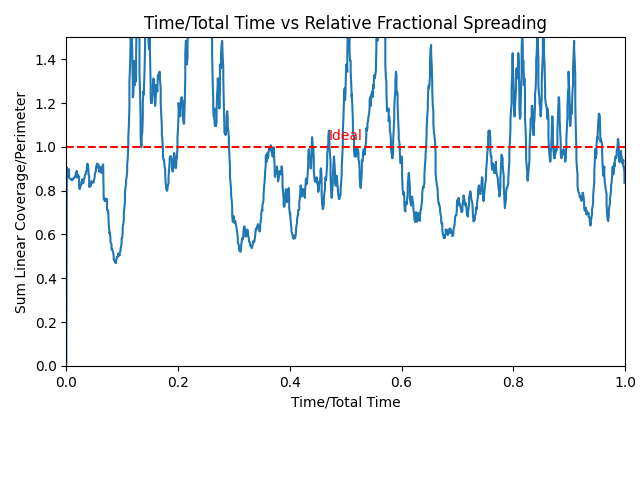 Time/Total Time vs Relative Fractional Spreading
Sum Linear Coverage/Perimeter
1.4
1.2
1.0
0.8
0.6
0.4
0.2
0.0
Ideal
0.0 0.2 0.4 0.6 0.8 1.0
Time/Total Time